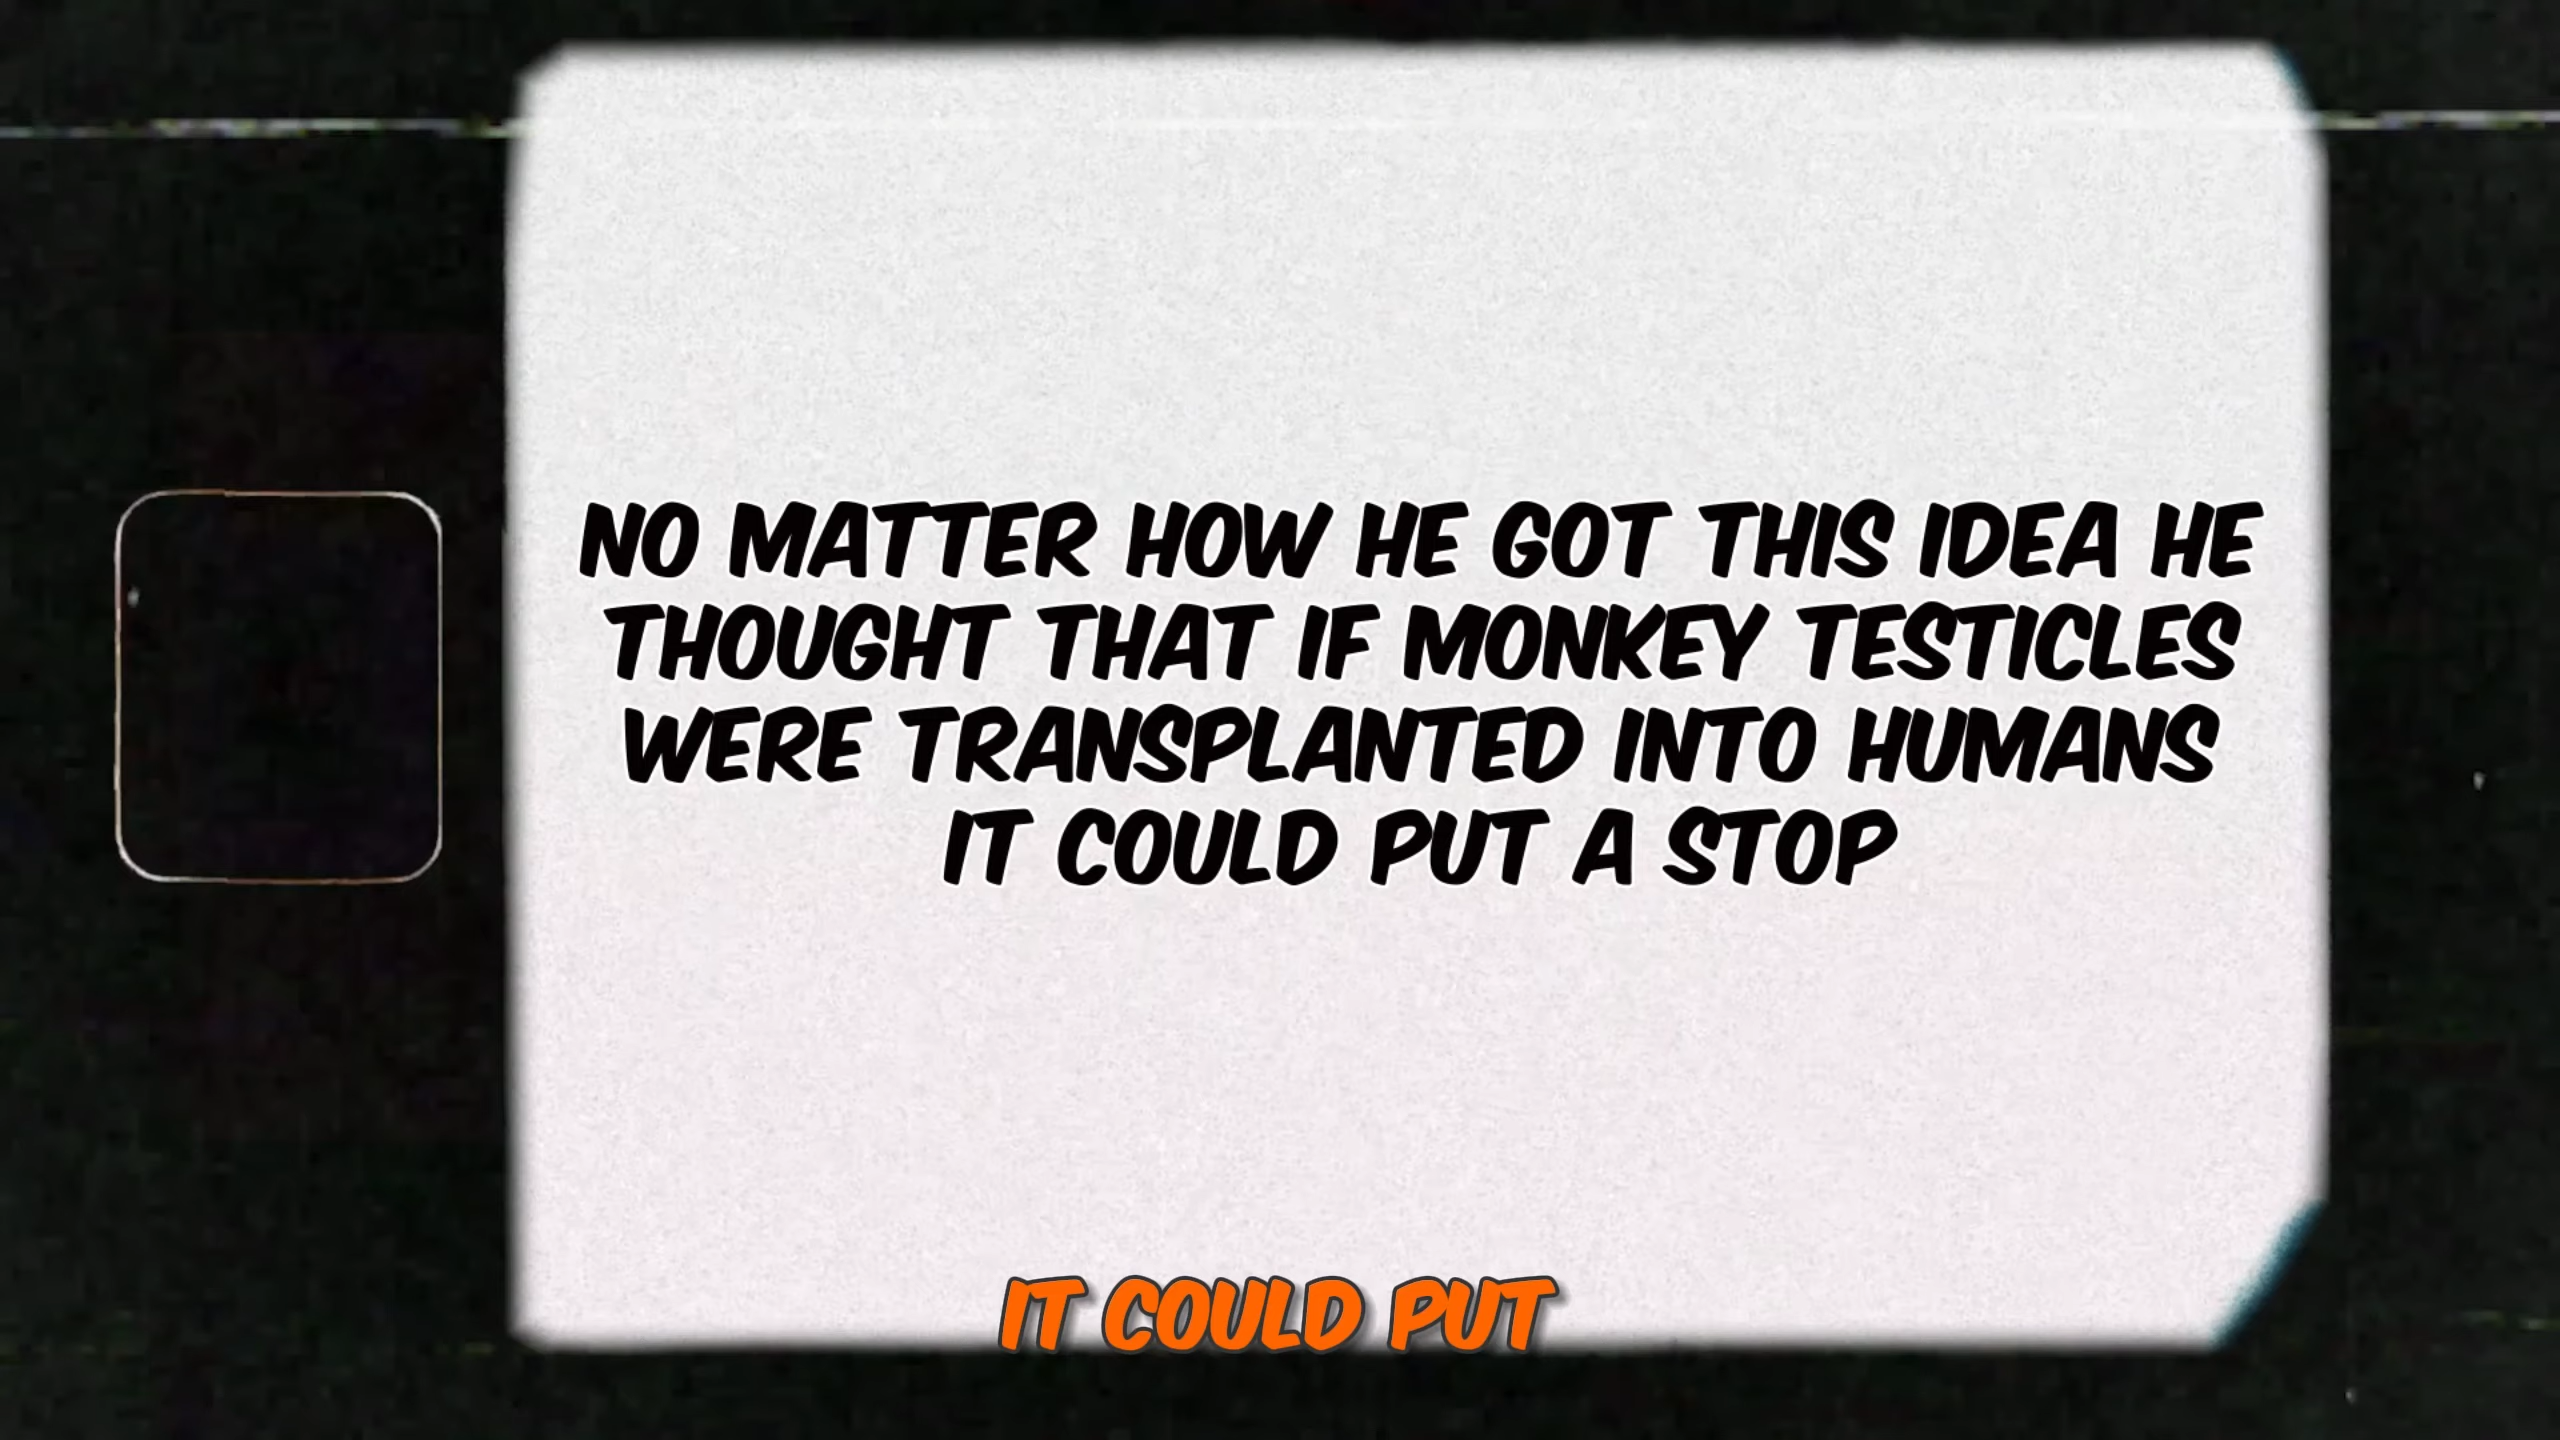 NO MATTER HOW HE GOT THIS IDEA HE
THOUGHT THAT IF MONKEY TESTICLES
WERE TRANSPLANTED INTO HUMANS
IT COULD PUT A STOP
IT COULD PUT